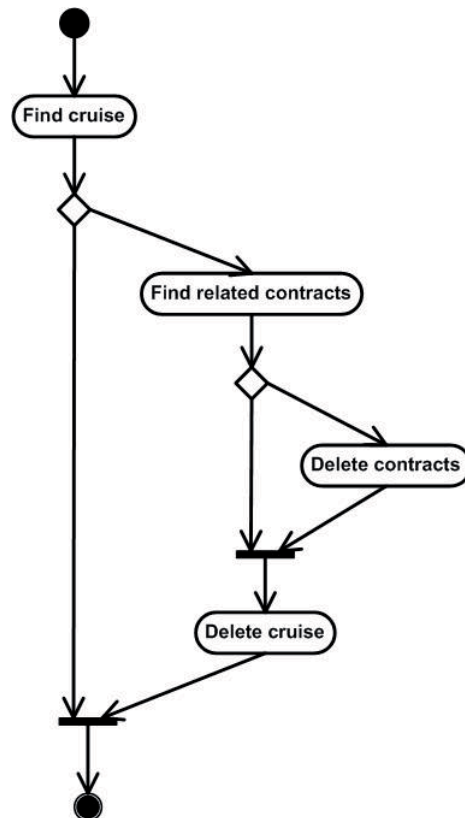 Find cruise
Find related contracts
Delete contracts
Delete cruise